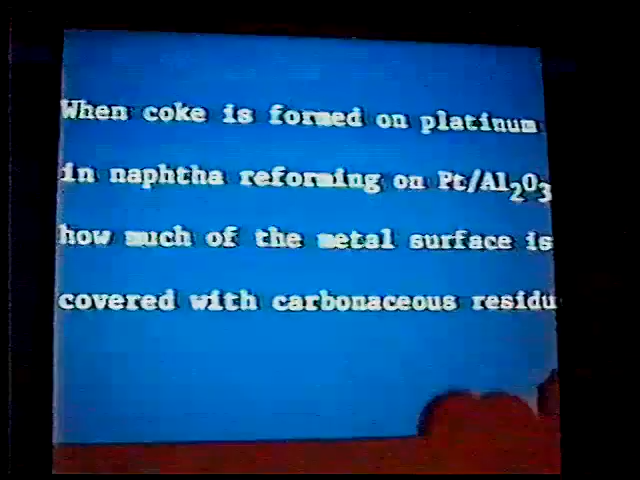 When coke is formed on platinum
in naphtha reforming on Pt/Al₂O₃
how much of the metal surface is
covered with carbonaceous residu